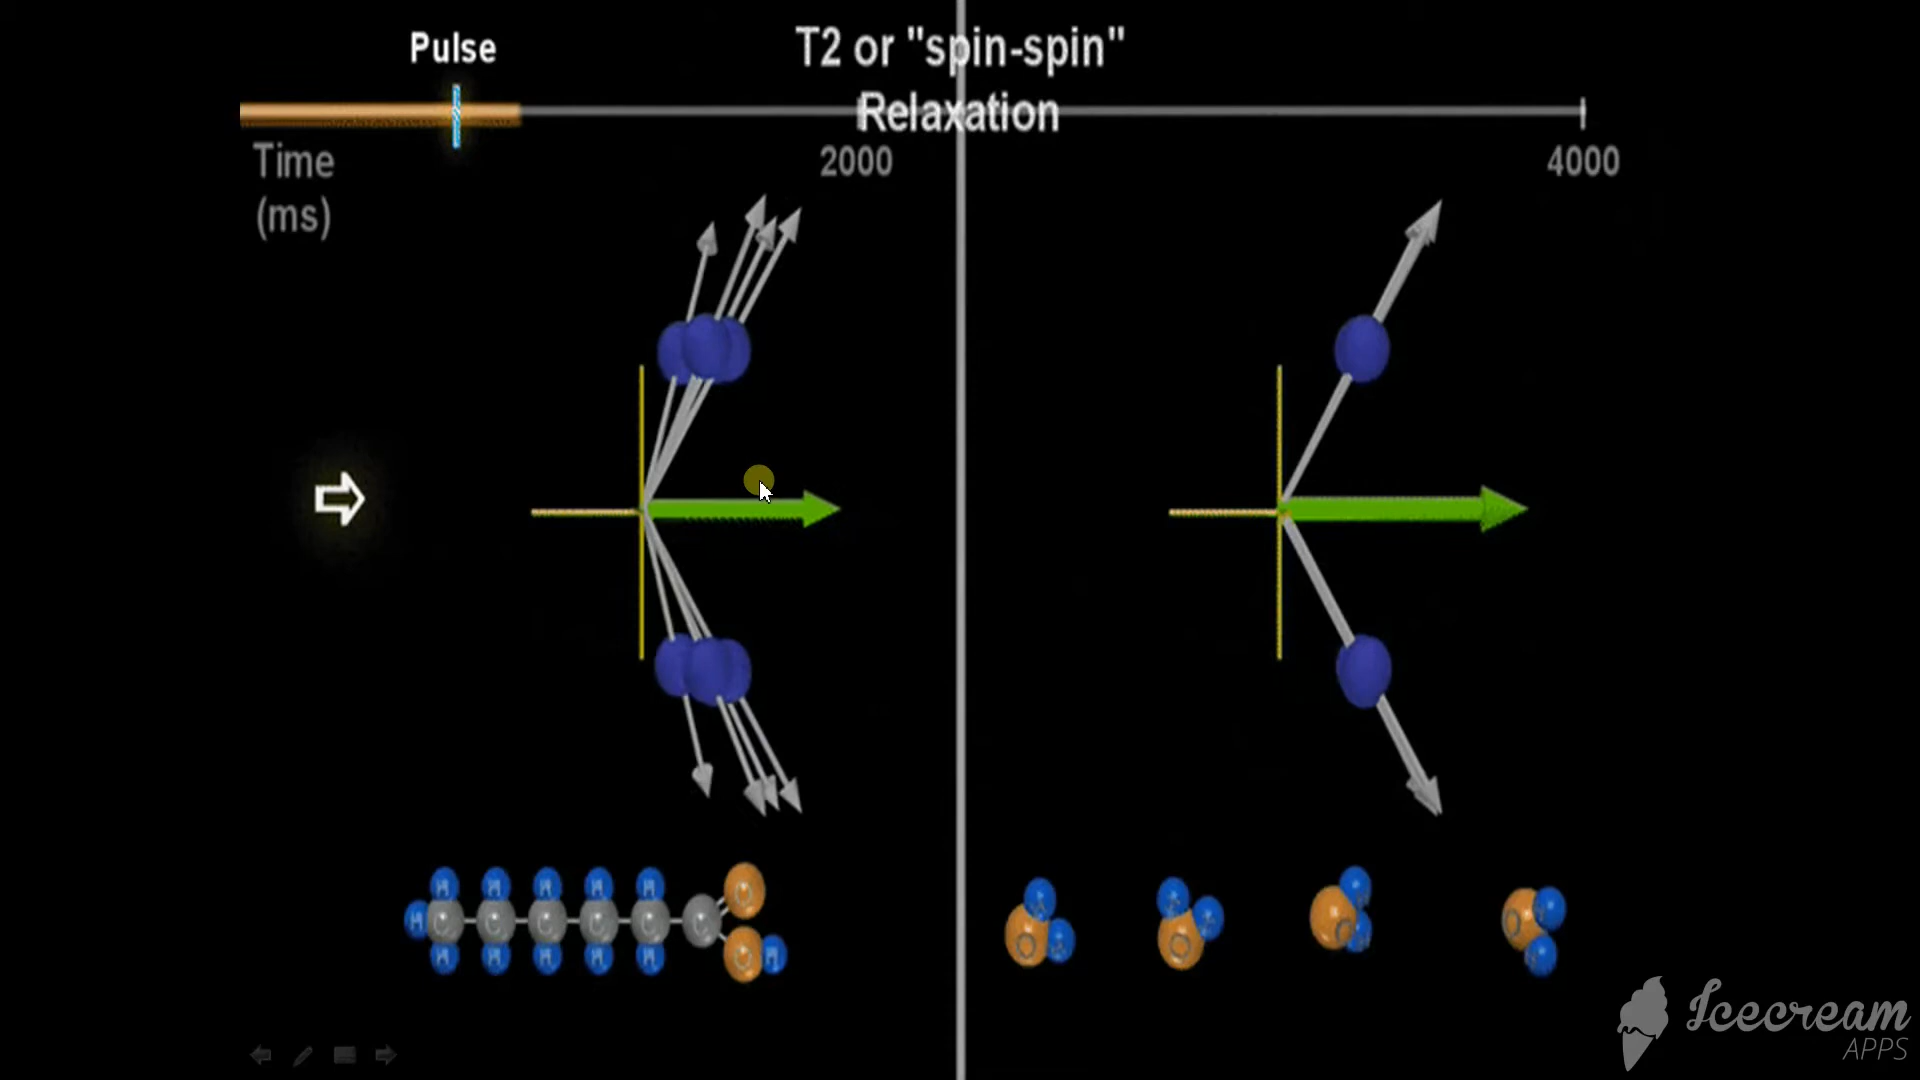 Pulse
T2 or "spin-spin"
Relaxation
Time
(ms)
2000
4000
H H H H H O
H C C C C C C
H H H H H O H
H H H H
O O O O
H H H H
Icecream
APPS